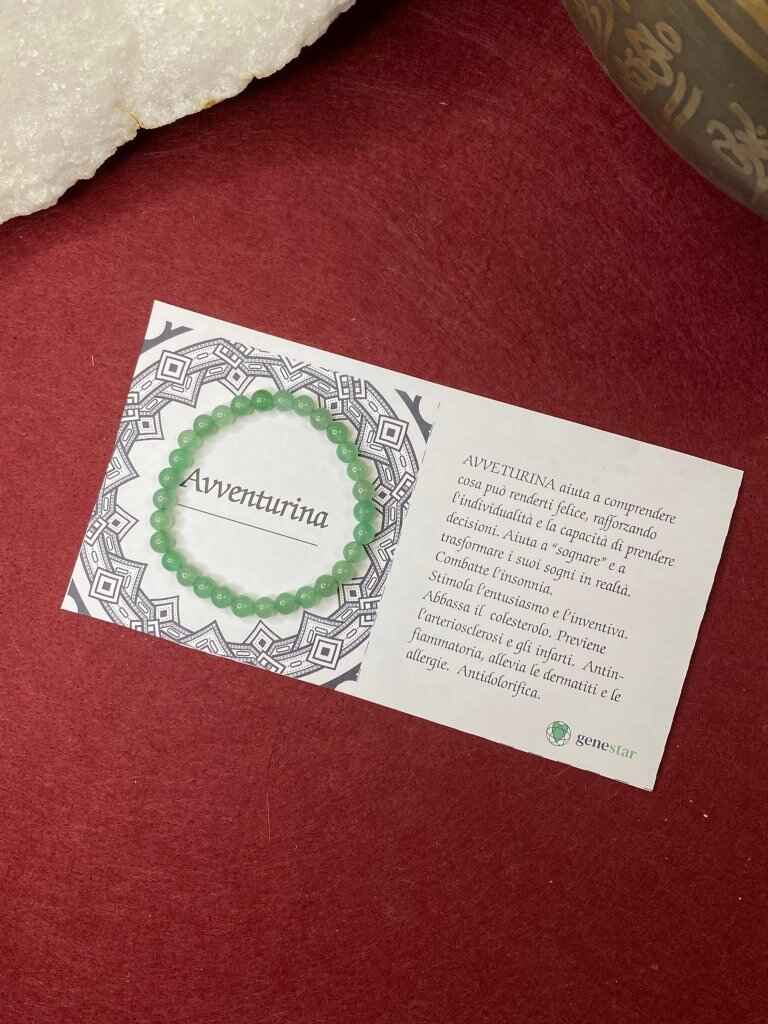 Avventurina
AVVETURINA aiuta a comprendere
cosa può renderti felice, rafforzando
l'individualità e la capacità di prendere
decisioni. Aiuta a "sognare" e a
trasformare i suoi sogni in realtà.
Combatte l'insonnia.
Stimola l'entusiasmo e l'inventiva.
Abbassa il colesterolo. Previene
l'arteriosclerosi e gli infarti. Antin-
fiammatoria, allevia le dermatiti e le
allergie. Antidolorifica.
genestar